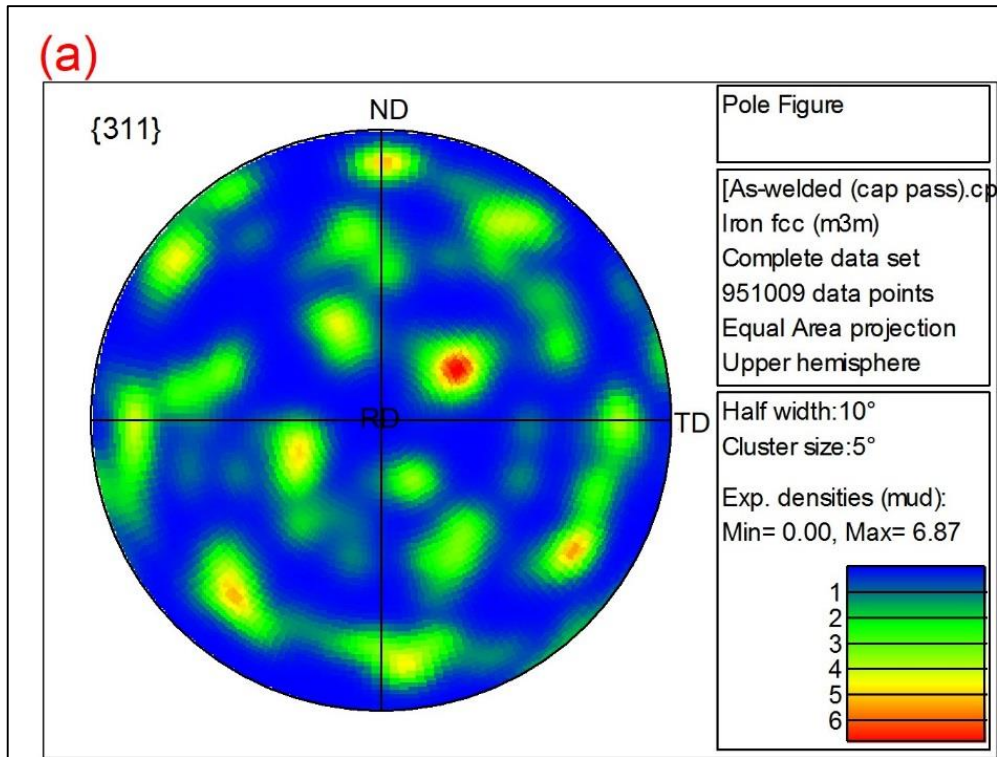 (a)
{311}
ND
RD
TD
Pole Figure
[As-welded (cap pass).cp
Iron fcc (m3m)
Complete data set
951009 data points
Equal Area projection
Upper hemisphere
Half width:10°
Cluster size:5°
Exp. densities (mud):
Min= 0.00, Max= 6.87
1
2
3
4
5
6